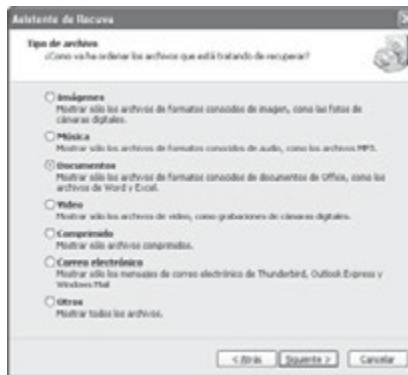 Asistente de Recuva
Tipo de archivo
¿Como va ha ordenar los archivos que está tratando de recuperar?
Imágenes
Mostrar sólo los archivos de formatos conocidos de imagen, como las fotos de
cámaras digitales.
Música
Mostrar sólo los archivos de formatos conocidos de audio, como los archivos MP3.
Documentos
Mostrar sólo los archivos de formatos conocidos de documentos de Office, como los
archivos de Word y Excel.
Video
Mostrar sólo los archivos de video, como grabaciones de cámaras digitales.
Comprimido
Mostrar sólo archivos comprimidos.
Correo electrónico
Mostrar sólo los mensajes de correo electrónico de Thunderbird, Outlook Express y
Windows Mail
Otros
Mostrar todos los archivos.
< Atrás Siguiente > Cancelar